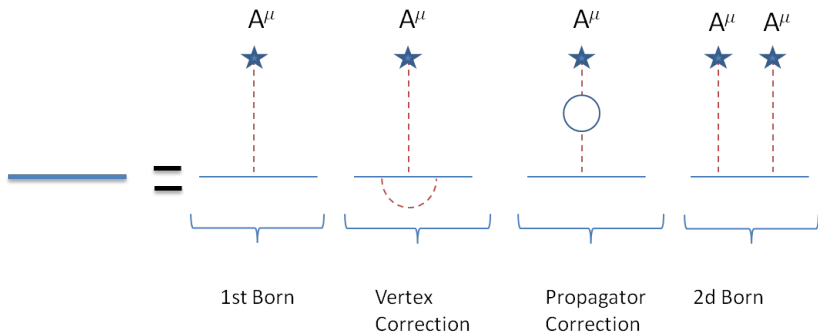 Aμ Aμ Aμ Aμ Aμ
=
1st Born Vertex Correction Propagator Correction 2d Born